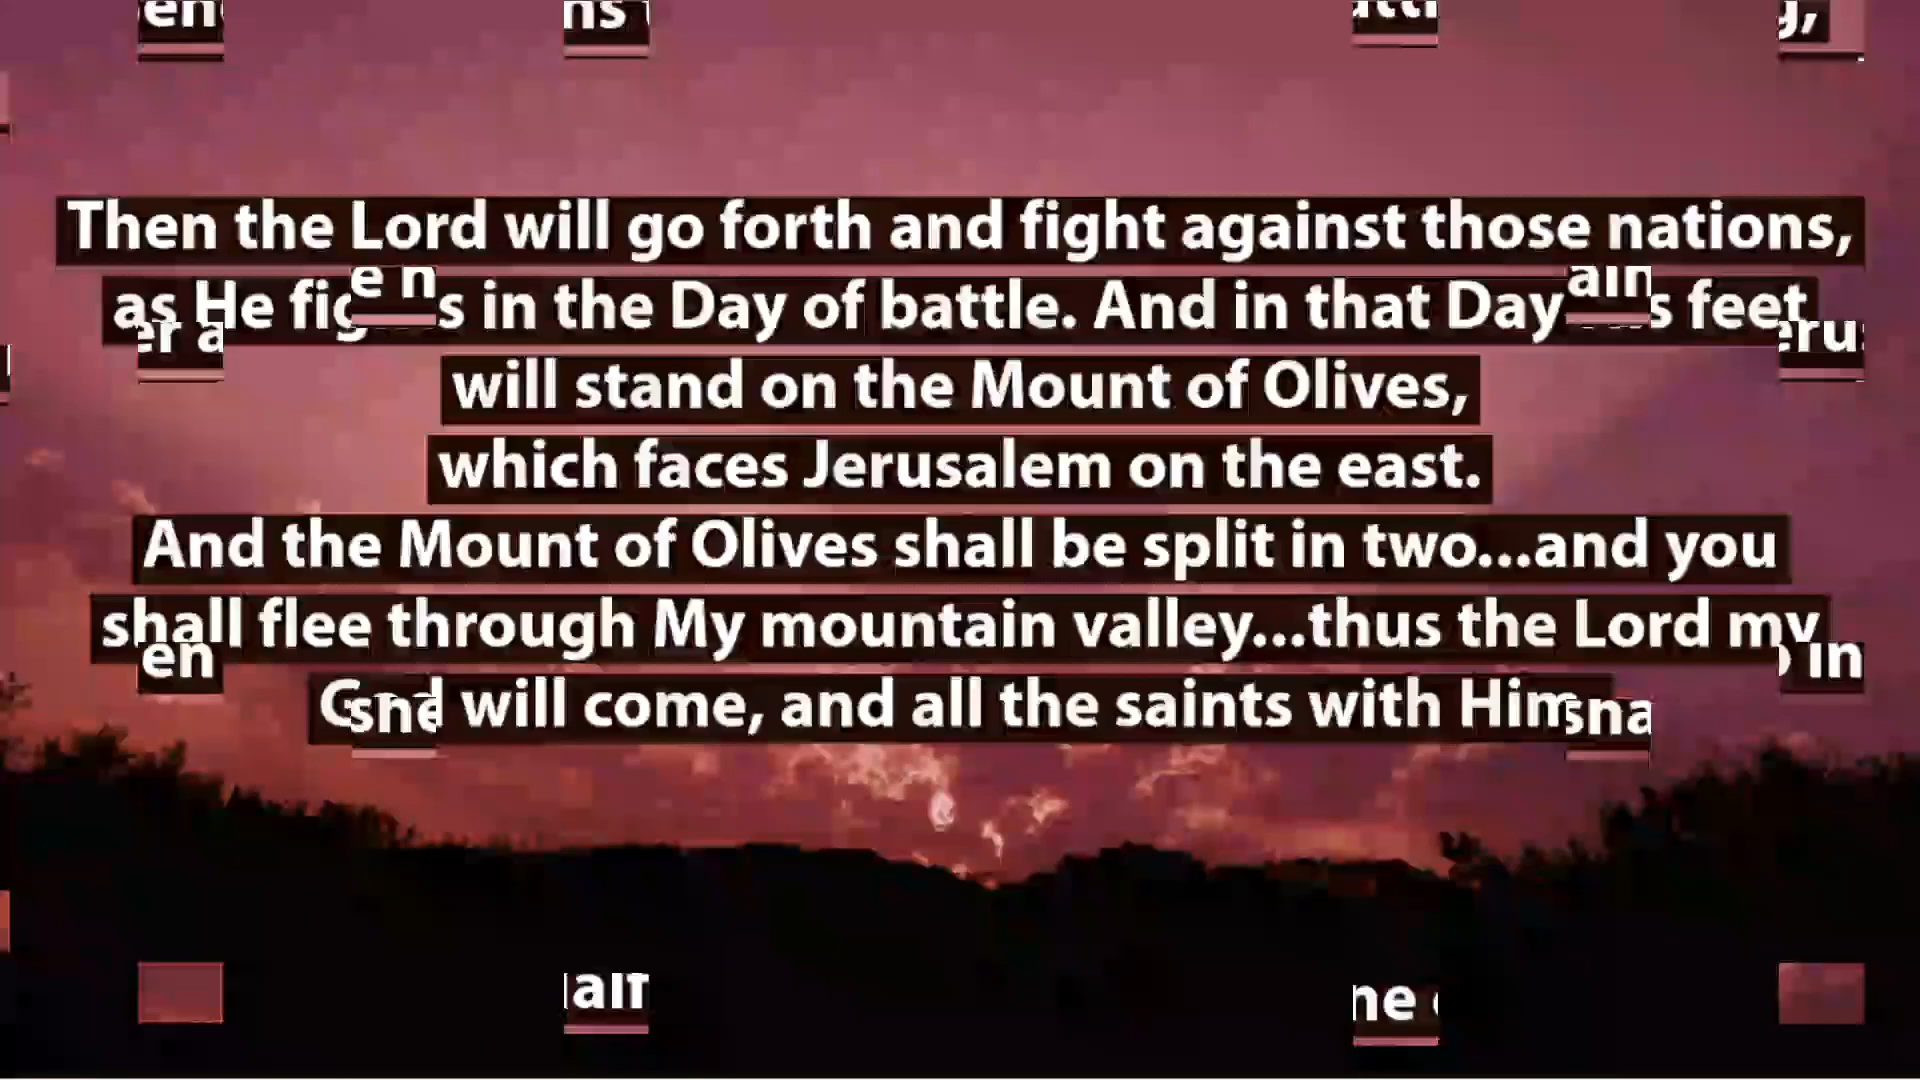 Then the Lord will go forth and fight against those nations,
as He fig s in the Day of battle. And in that Day s feet
will stand on the Mount of Olives,
which faces Jerusalem on the east.
And the Mount of Olives shall be split in two...and you
shall flee through My mountain valley...thus the Lord my
God will come, and all the saints with Him